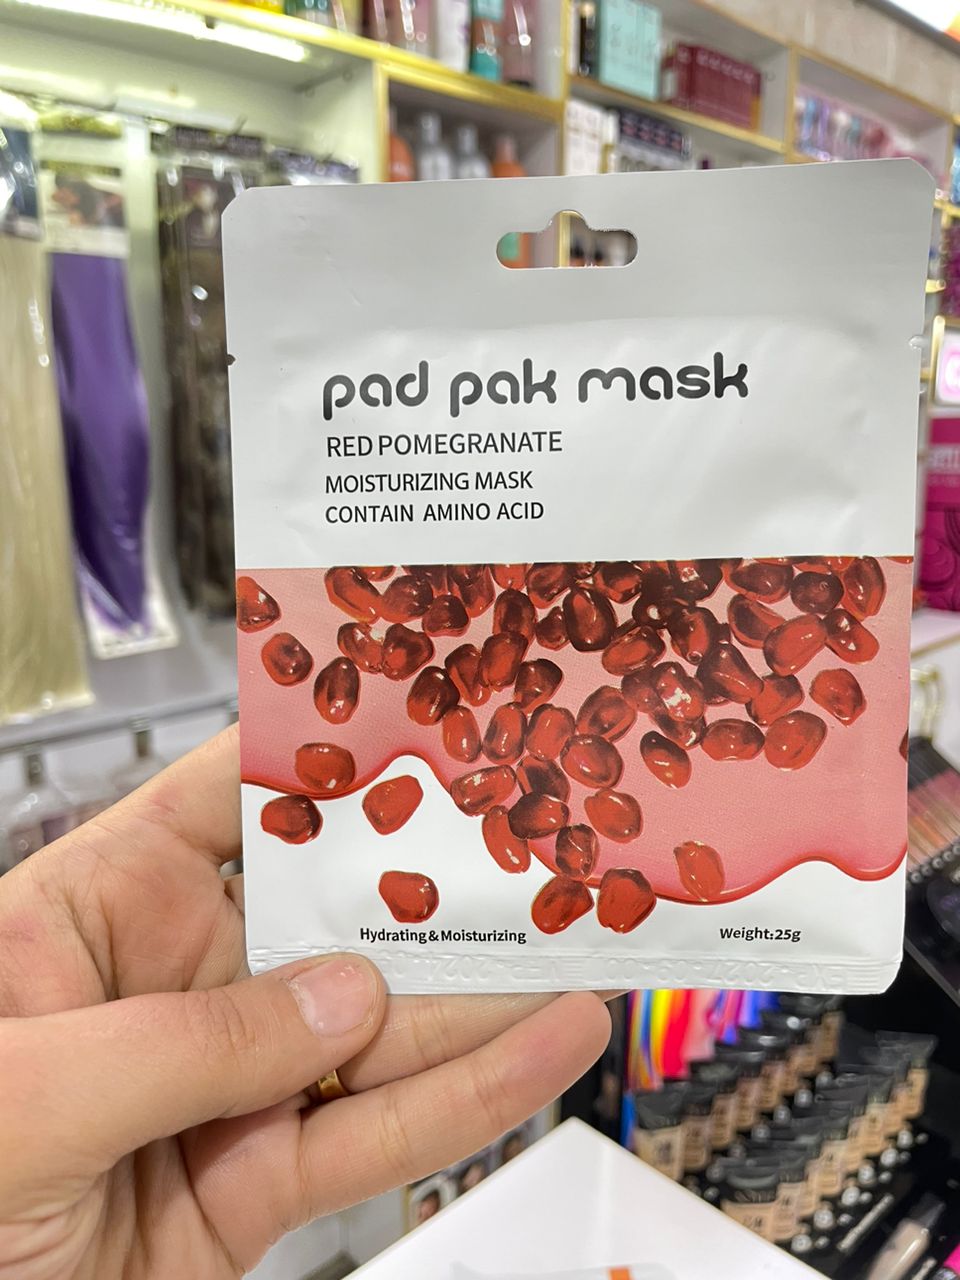 pad pak mask
RED POMEGRANATE
MOISTURIZING MASK
CONTAIN AMINO ACID
Hydrating & Moisturizing
Weight:25g